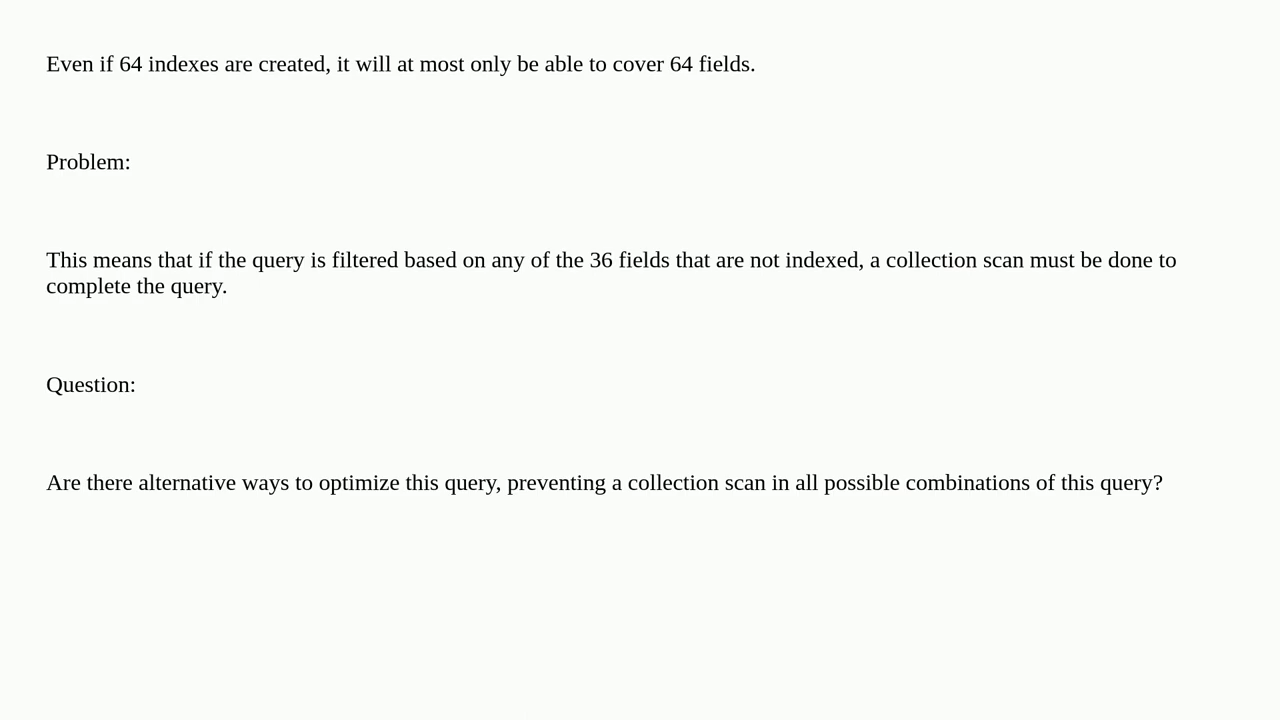 Even if 64 indexes are created, it will at most only be able to cover 64 fields.
Problem:
This means that if the query is filtered based on any of the 36 fields that are not indexed, a collection scan must be done to
complete the query.
Question:
Are there alternative ways to optimize this query, preventing a collection scan in all possible combinations of this query?